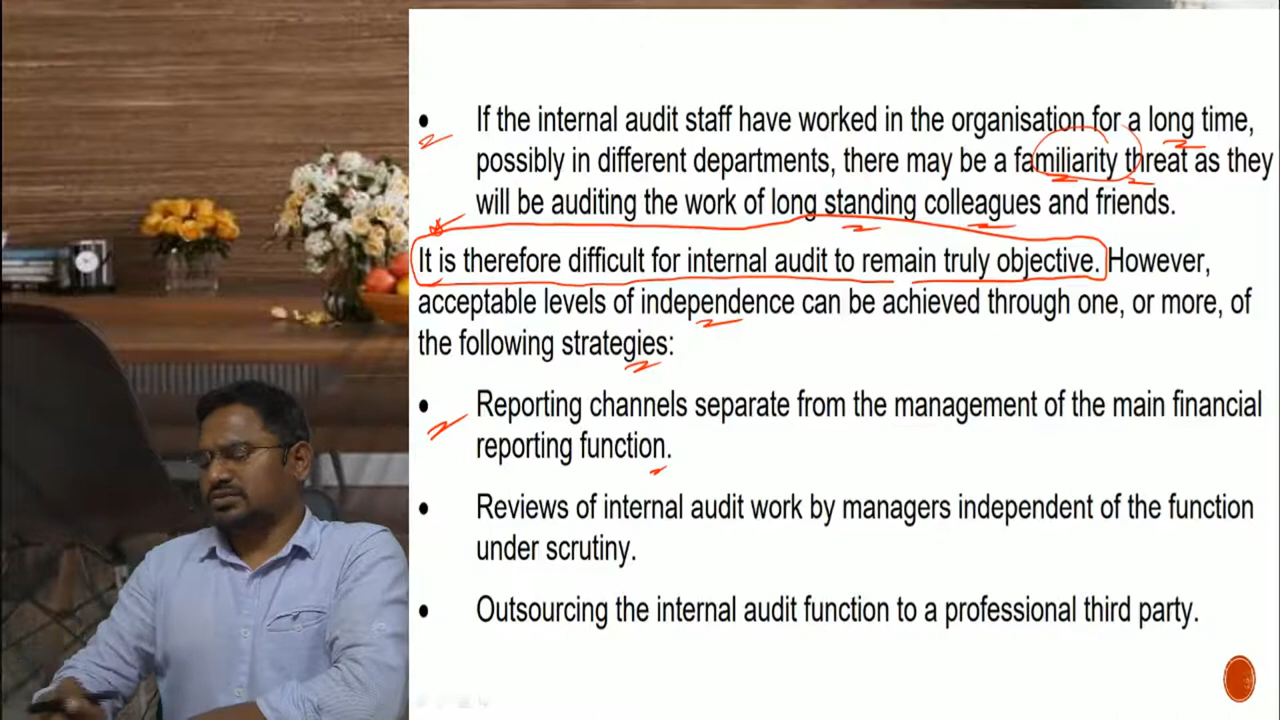 • If the internal audit staff have worked in the organisation for a long time,
possibly in different departments, there may be a familiarity threat as they
will be auditing the work of long standing colleagues and friends.
It is therefore difficult for internal audit to remain truly objective. However,
acceptable levels of independence can be achieved through one, or more, of
the following strategies:
• Reporting channels separate from the management of the main financial
reporting function.
• Reviews of internal audit work by managers independent of the function
under scrutiny.
• Outsourcing the internal audit function to a professional third party.